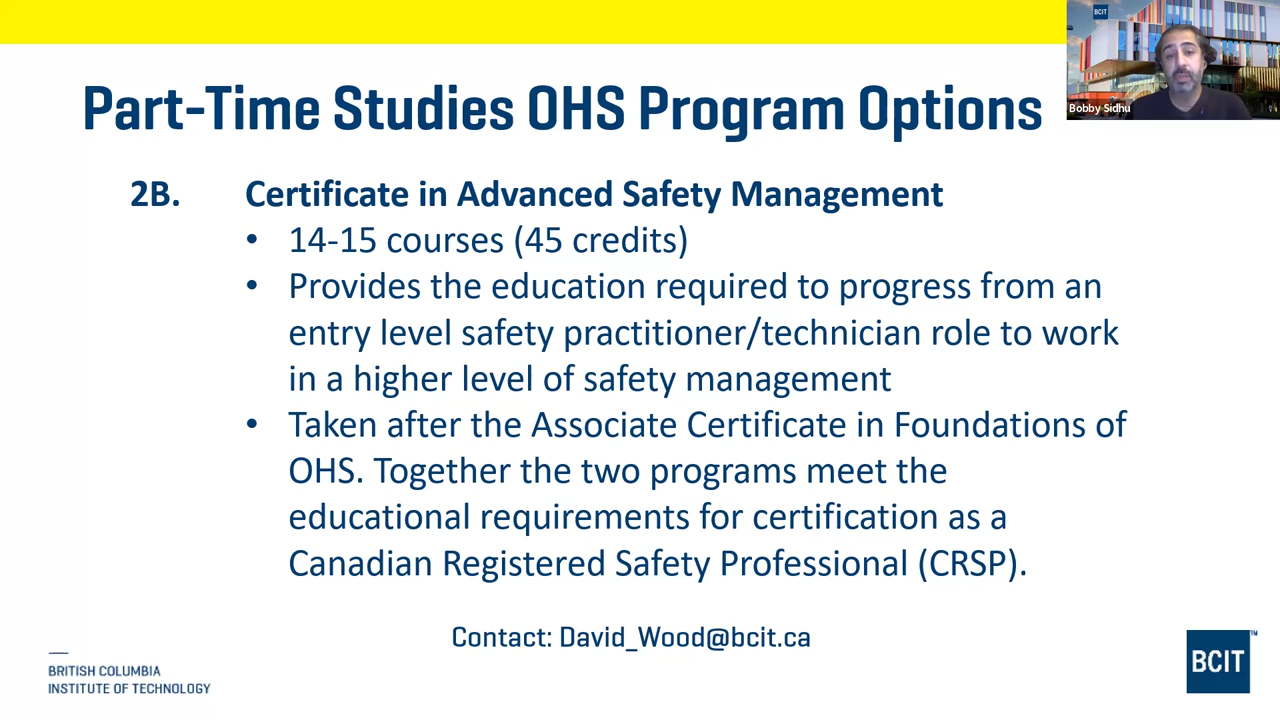 BCIT
Bobby Sidhu
Part-Time Studies OHS Program Options
2B. Certificate in Advanced Safety Management
• 14-15 courses (45 credits)
• Provides the education required to progress from an
entry level safety practitioner/technician role to work
in a higher level of safety management
• Taken after the Associate Certificate in Foundations of
OHS. Together the two programs meet the
educational requirements for certification as a
Canadian Registered Safety Professional (CRSP).
Contact: David_Wood@bcit.ca
BRITISH COLUMBIA
INSTITUTE OF TECHNOLOGY
BCIT™